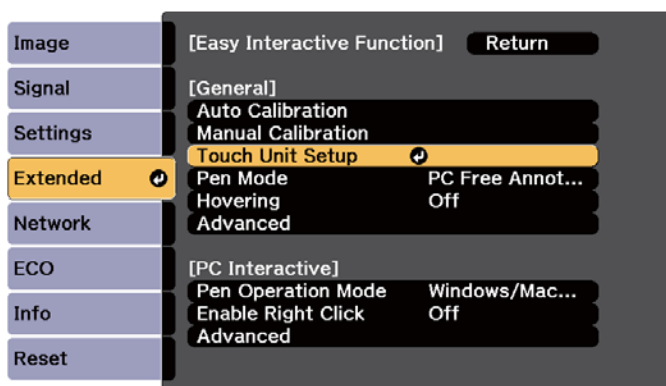 Image
Signal
Settings
Extended
Network
ECO
Info
Reset
[Easy Interactive Function] Return
[General]
Auto Calibration
Manual Calibration
Touch Unit Setup
Pen Mode PC Free Annot...
Hovering Off
Advanced
[PC Interactive]
Pen Operation Mode Windows/Mac...
Enable Right Click Off
Advanced